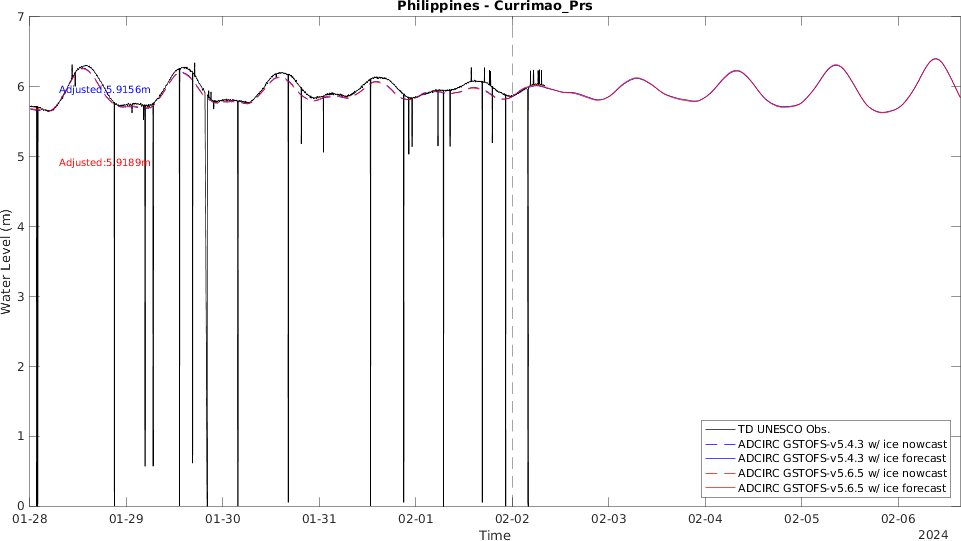 Philippines - Currimao_Prs
7
6
5
4
3
2
1
0
Water Level (m)
Adjusted:5.9156m
Adjusted:5.9189m
TD UNESCO Obs.
ADCIRC GSTOFS-v5.4.3 w/ ice nowcast
ADCIRC GSTOFS-v5.4.3 w/ ice forecast
ADCIRC GSTOFS-v5.6.5 w/ ice nowcast
ADCIRC GSTOFS-v5.6.5 w/ ice forecast
01-28 01-29 01-30 01-31 02-01 02-02 02-03 02-04 02-05 02-06
Time
2024